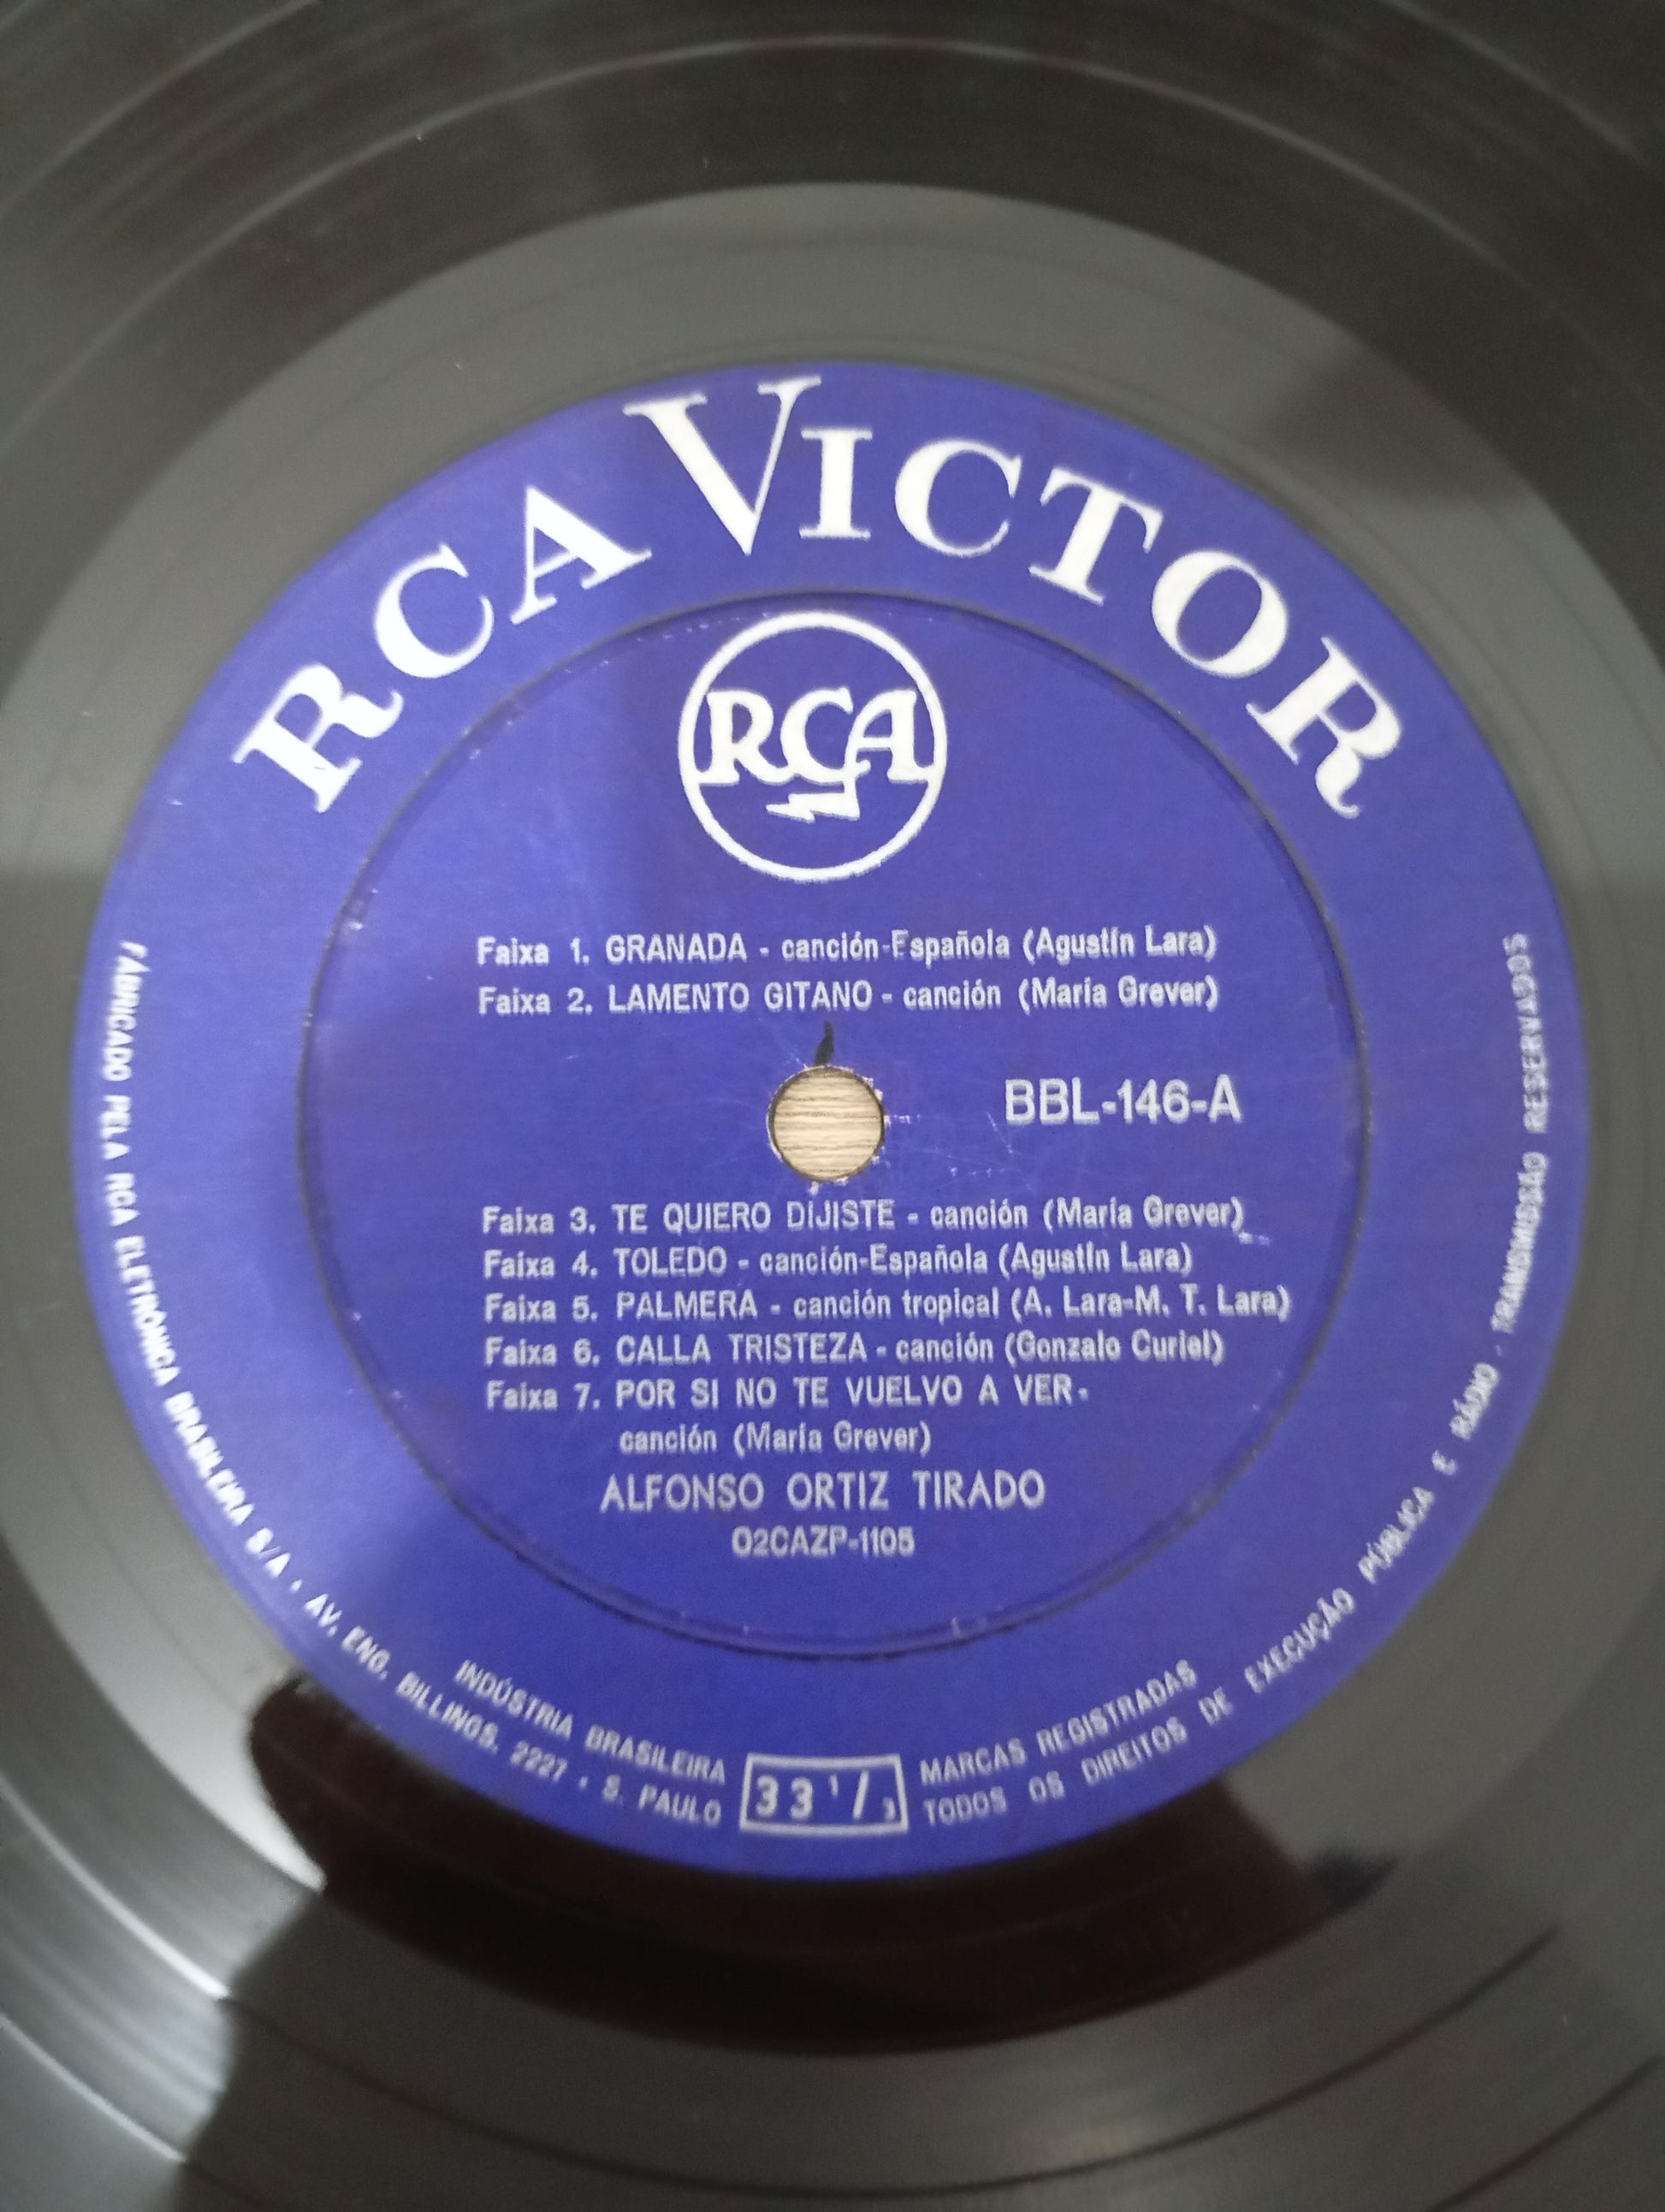 RCA VICTOR
RCA
Faixa 1. GRANADA - canción-Española (Agustín Lara)
Faixa 2. LAMENTO GITANO - canción (María Grever)
BBL-146-A
Faixa 3. TE QUIERO DIJISTE - canción (María Grever)
Faixa 4. TOLEDO - canción-Española (Agustín Lara)
Faixa 5. PALMERA - canción tropical (A. Lara-M. T. Lara)
Faixa 6. CALLA TRISTEZA - canción (Gonzalo Curiel)
Faixa 7. POR SI NO TE VUELVO A VER -
canción (María Grever)
ALFONSO ORTIZ TIRADO
O2CAZP-1105
INDÚSTRIA BRASILEIRA
33 1/3
MARCAS REGISTRADAS
FÁBRICADO PELA RCA ELETRÔNICA BRASILEIRA S/A · AV. ENG. BILLINGS, 2227 · S. PAULO
TODOS OS DIREITOS DE EXECUÇÃO PÚBLICA E RÁDIO · TRANSMISSÃO RESERVADOS